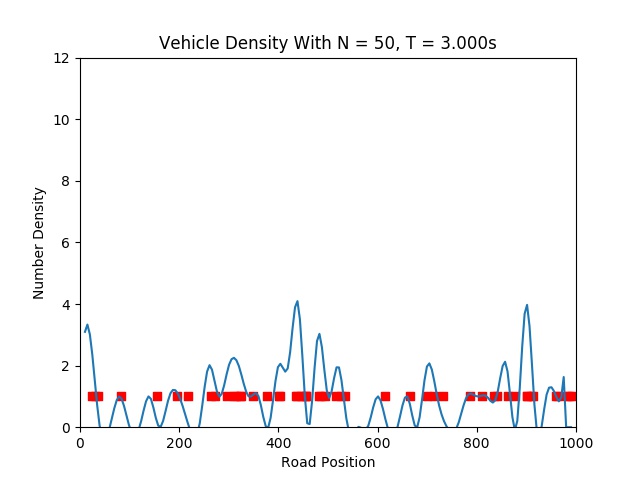 Vehicle Density With N = 50, T = 3.000s
12
10
8
6
4
2
0
Number Density
0 200 400 600 800 1000
Road Position